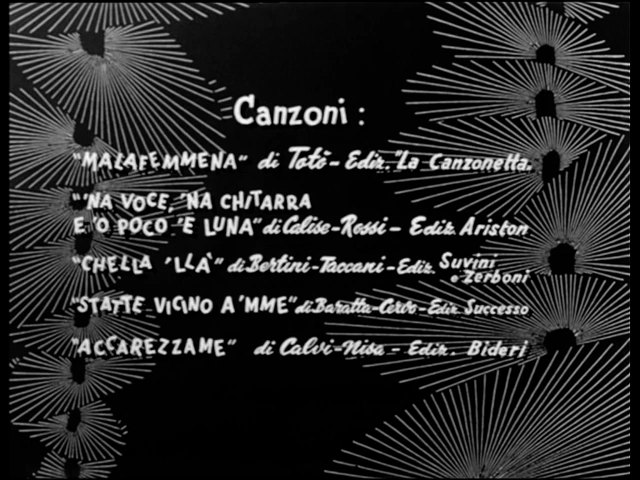 Canzoni :
"MALAFEMMENA" di Totò - Ediz. "La Canzonetta.
"'NA VOCE, 'NA CHITARRA
E 'O POCO 'E LUNA" di Calise-Rossi - Ediz. Ariston
"CHELLA 'LLÀ" di Bertini-Taccani - Ediz. Suvini e Zerboni
"STATTE VICINO A'MME" di Baratta-Cervo - Ediz. Successo
"ACCAREZZAME" di Calvi-Nisa - Ediz. Bideri